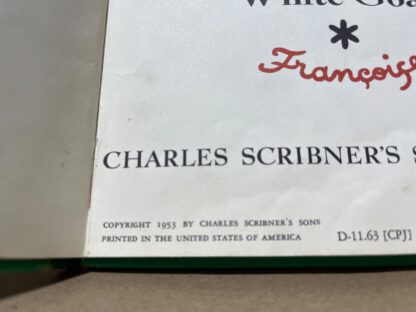 White
*
Françoise
CHARLES SCRIBNER'S
COPYRIGHT 1953 BY CHARLES SCRIBNER'S SONS
PRINTED IN THE UNITED STATES OF AMERICA D-11.63 [CPJ]